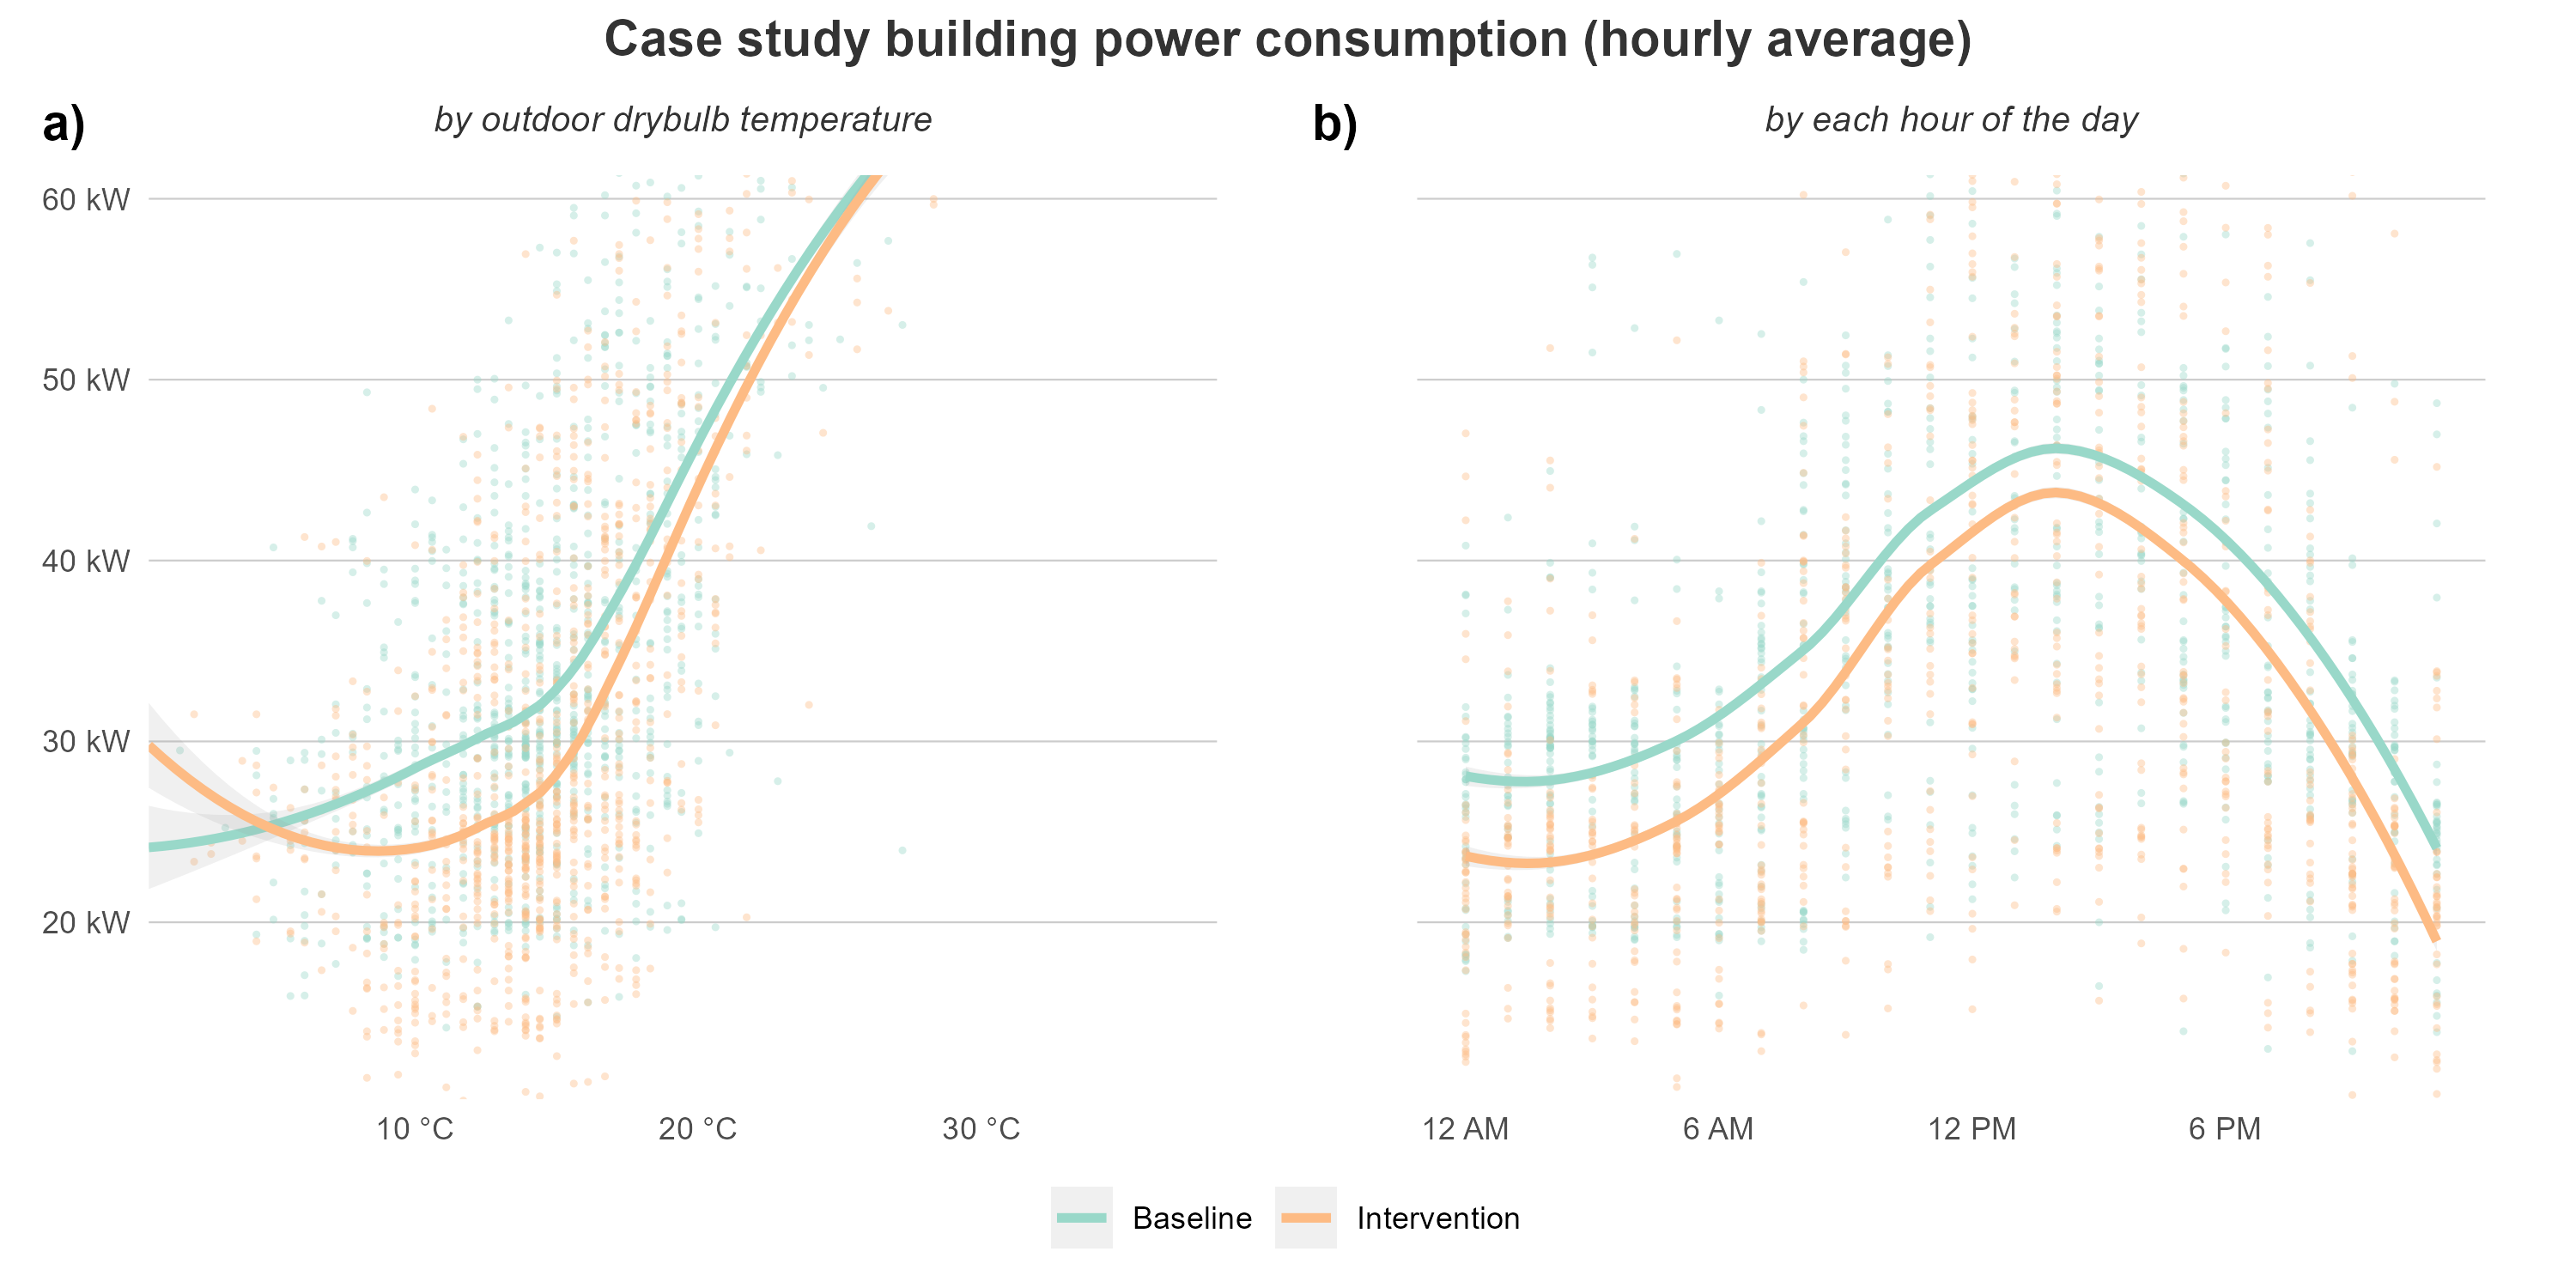 Case study building power consumption (hourly average)
a)
by outdoor drybulb temperature
60 kW
50 kW
40 kW
30 kW
20 kW
10 °C
20 °C
30 °C
b)
by each hour of the day
12 AM
6 AM
12 PM
6 PM
Baseline
Intervention